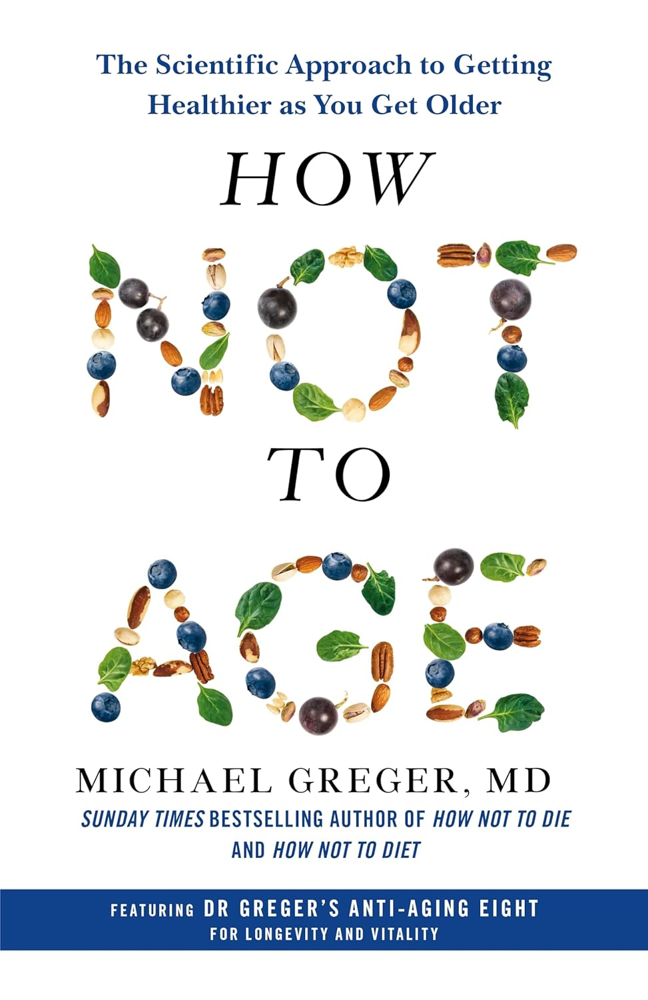 The Scientific Approach to Getting
Healthier as You Get Older
HOW
NOT
TO
AGE
MICHAEL GREGER, MD
SUNDAY TIMES BESTSELLING AUTHOR OF HOW NOT TO DIE
AND HOW NOT TO DIET
FEATURING DR GREGER'S ANTI-AGING EIGHT
FOR LONGEVITY AND VITALITY